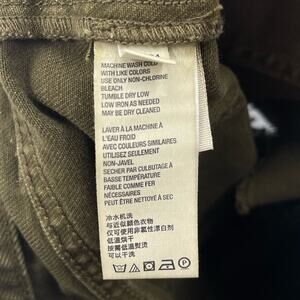 MACHINE WASH COLD
WITH LIKE COLORS
USE ONLY NON-CHLORINE
BLEACH
TUMBLE DRY LOW
LOW IRON AS NEEDED
MAY BE DRY CLEANED
LAVER À LA MACHINE À
L'EAU FROID
AVEC COULEURS SIMILAIRES
UTILISEZ SEULEMENT
NON-JAVEL
SECHER PAR CULBUTAGE À
BASSE TEMPÉRATURE
FAIBLE COMME FER
NÉCESSAIRES
PEUT ÊTRE NETTOYÉ À SEC
冷水机洗
与近似颜色衣物
仅可使用非氯性漂白剂
低温烘干
按需低温熨烫
可以干洗